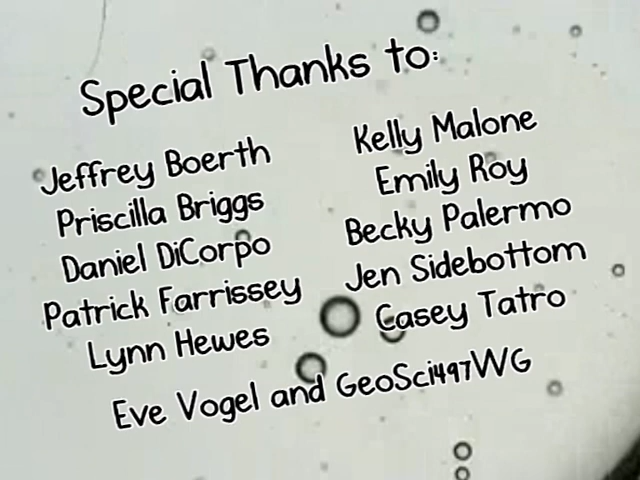 Special Thanks to:
Jeffrey Boerth
Priscilla Briggs
Daniel DiCorpo
Patrick Farrissey
Lynn Hewes
Kelly Malone
Emily Roy
Becky Palermo
Jen Sidebottom
Casey Tatro
Eve Vogel and GeoSci497WG